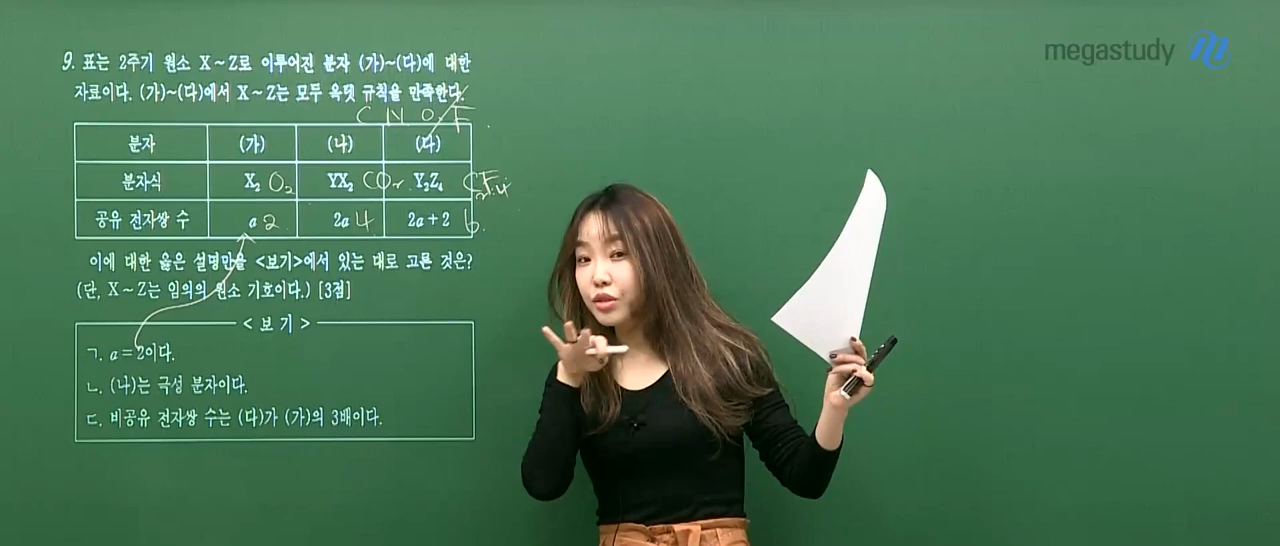 megastudy
9. 표는 2주기 원소 X~Z로 이루어진 분자 (가)~(다)에 대한
자료이다. (가)~(다)에서 X~Z는 모두 옥텟 규칙을 만족한다.
C N O F
분자 (가) (나) (다)
분자식 X₂ O₂ YX₂ CO₂ Y₂Z₄ C₂F₄
공유 전자쌍 수 a 2 2a 4 2a+2 6
이에 대한 옳은 설명만을 <보기>에서 있는 대로 고른 것은?
(단, X~Z는 임의의 원소 기호이다.) [3점]
<보 기>
ㄱ. a=2이다.
ㄴ. (나)는 극성 분자이다.
ㄷ. 비공유 전자쌍 수는 (다)가 (가)의 3배이다.